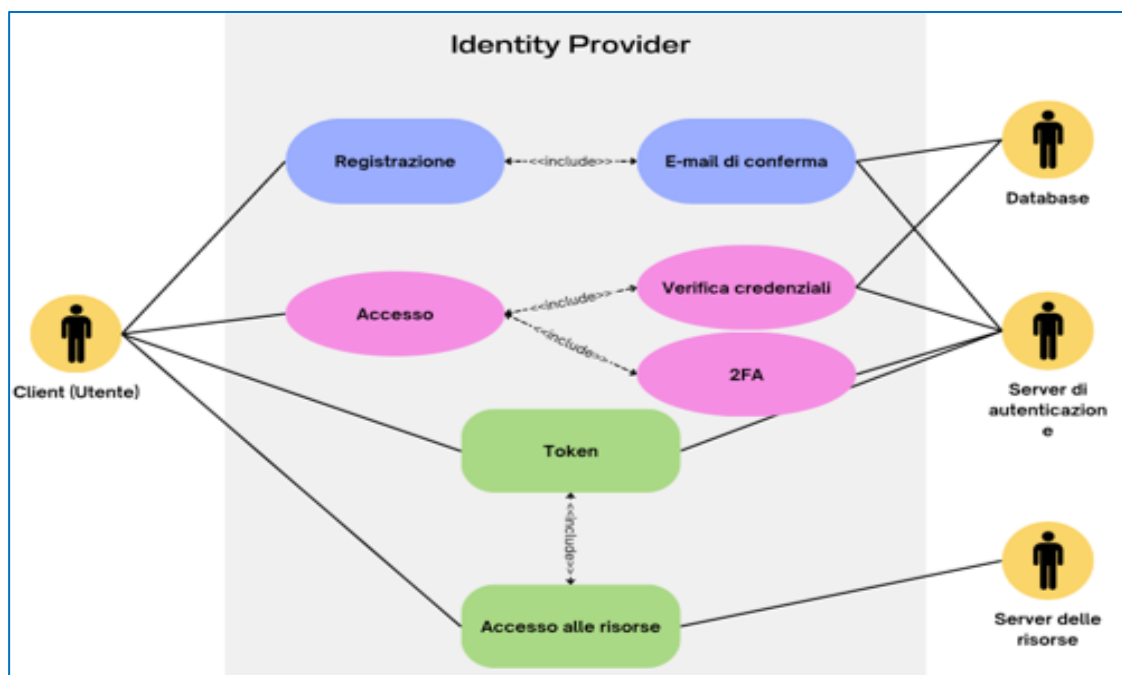 Identity Provider
Registrazione
<<include>>
E-mail di conferma
Database
Accesso
<<include>>
<<include>>
Verifica credenziali
2FA
Client (Utente)
Server di
autenticazion
e
Token
<<include>>
Accesso alle risorse
Server delle
risorse